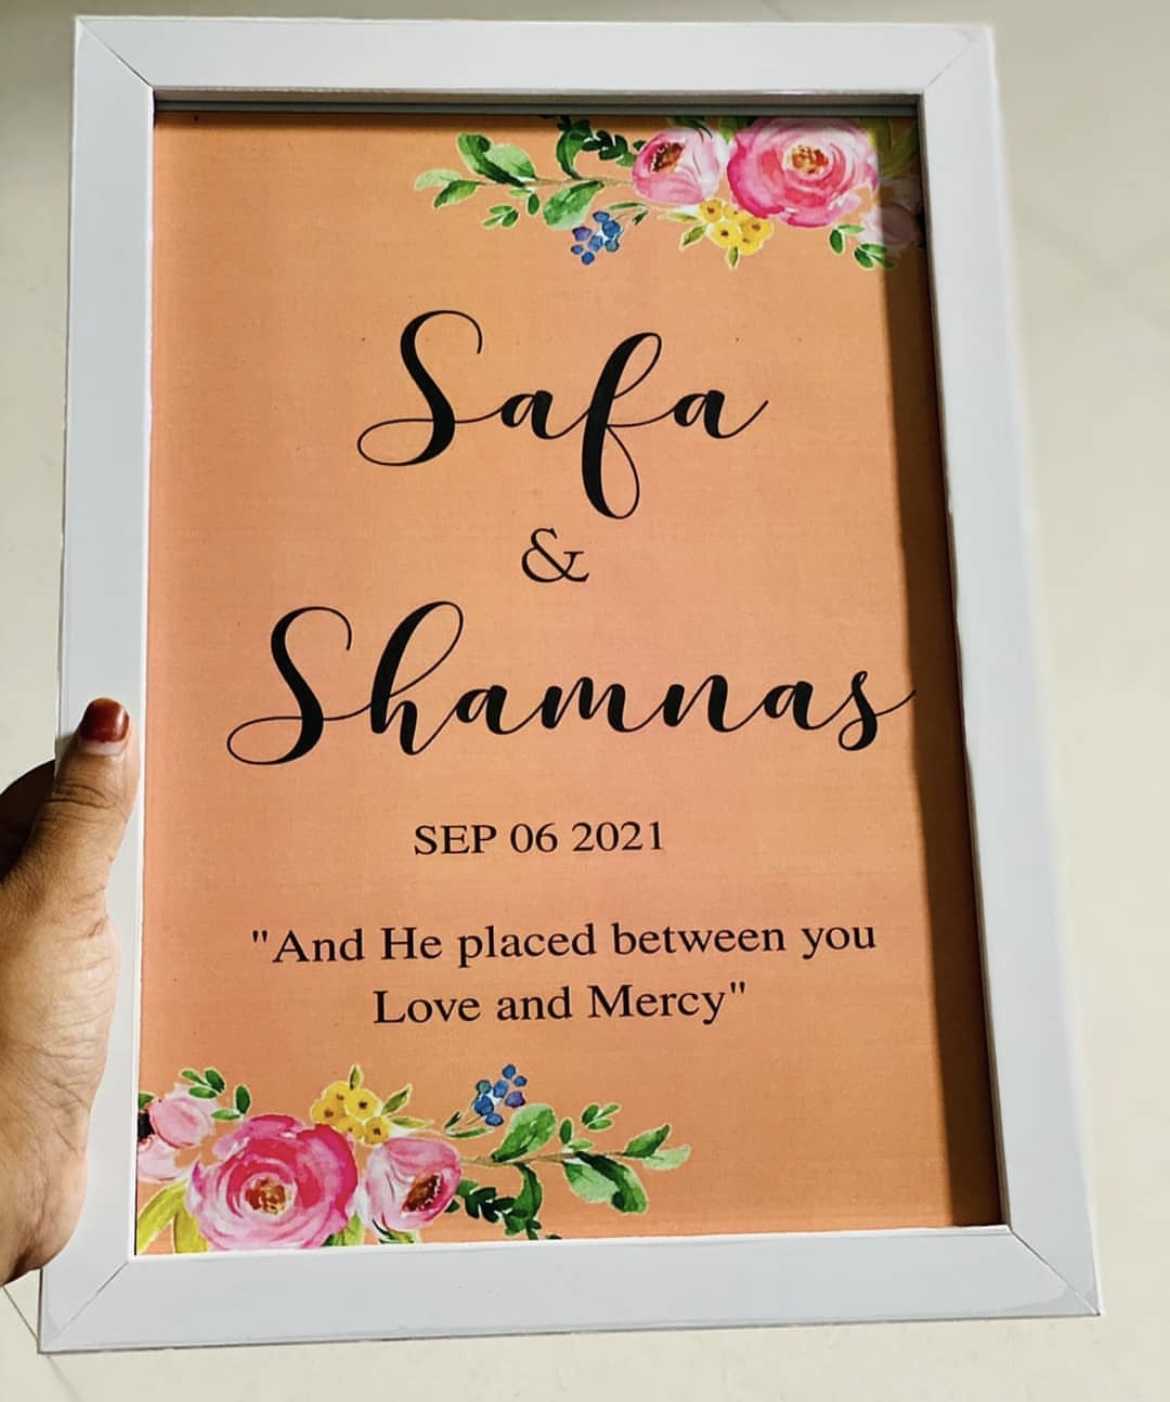 Safa
&
Shamnas
SEP 06 2021
"And He placed between you
Love and Mercy"